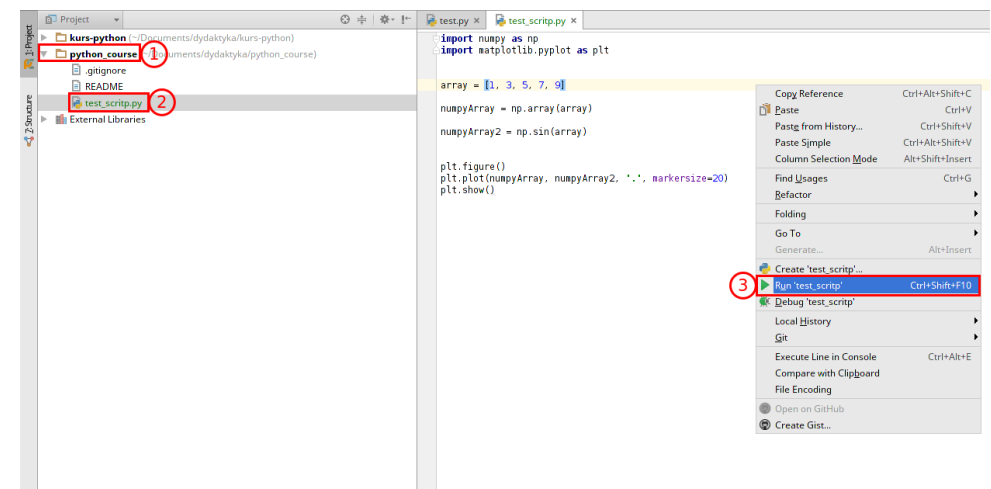 Project
test.py ×
test_scritp.py ×
1: Project
2: Structure
kurs-python (~/Documents/dydaktyka/kurs-python)
python_course (~/Documents/dydaktyka/python_course)
1
.gitignore
README
test_scritp.py
2
External Libraries
import numpy as np
import matplotlib.pyplot as plt
array = [1, 3, 5, 7, 9]
numpyArray = np.array(array)
numpyArray2 = np.sin(array)
plt.figure()
plt.plot(numpyArray, numpyArray2, '.', markersize=20)
plt.show()
Copy Reference Ctrl+Alt+Shift+C
Paste Ctrl+V
Paste from History... Ctrl+Shift+V
Paste Simple Ctrl+Alt+Shift+V
Column Selection Mode Alt+Shift+Insert
Find Usages Ctrl+G
Refactor
Folding
Go To
Generate... Alt+Insert
Create 'test_scritp'...
3
Run 'test_scritp' Ctrl+Shift+F10
Debug 'test_scritp'
Local History
Git
Execute Line in Console Ctrl+Alt+E
Compare with Clipboard
File Encoding
Open on GitHub
Create Gist...